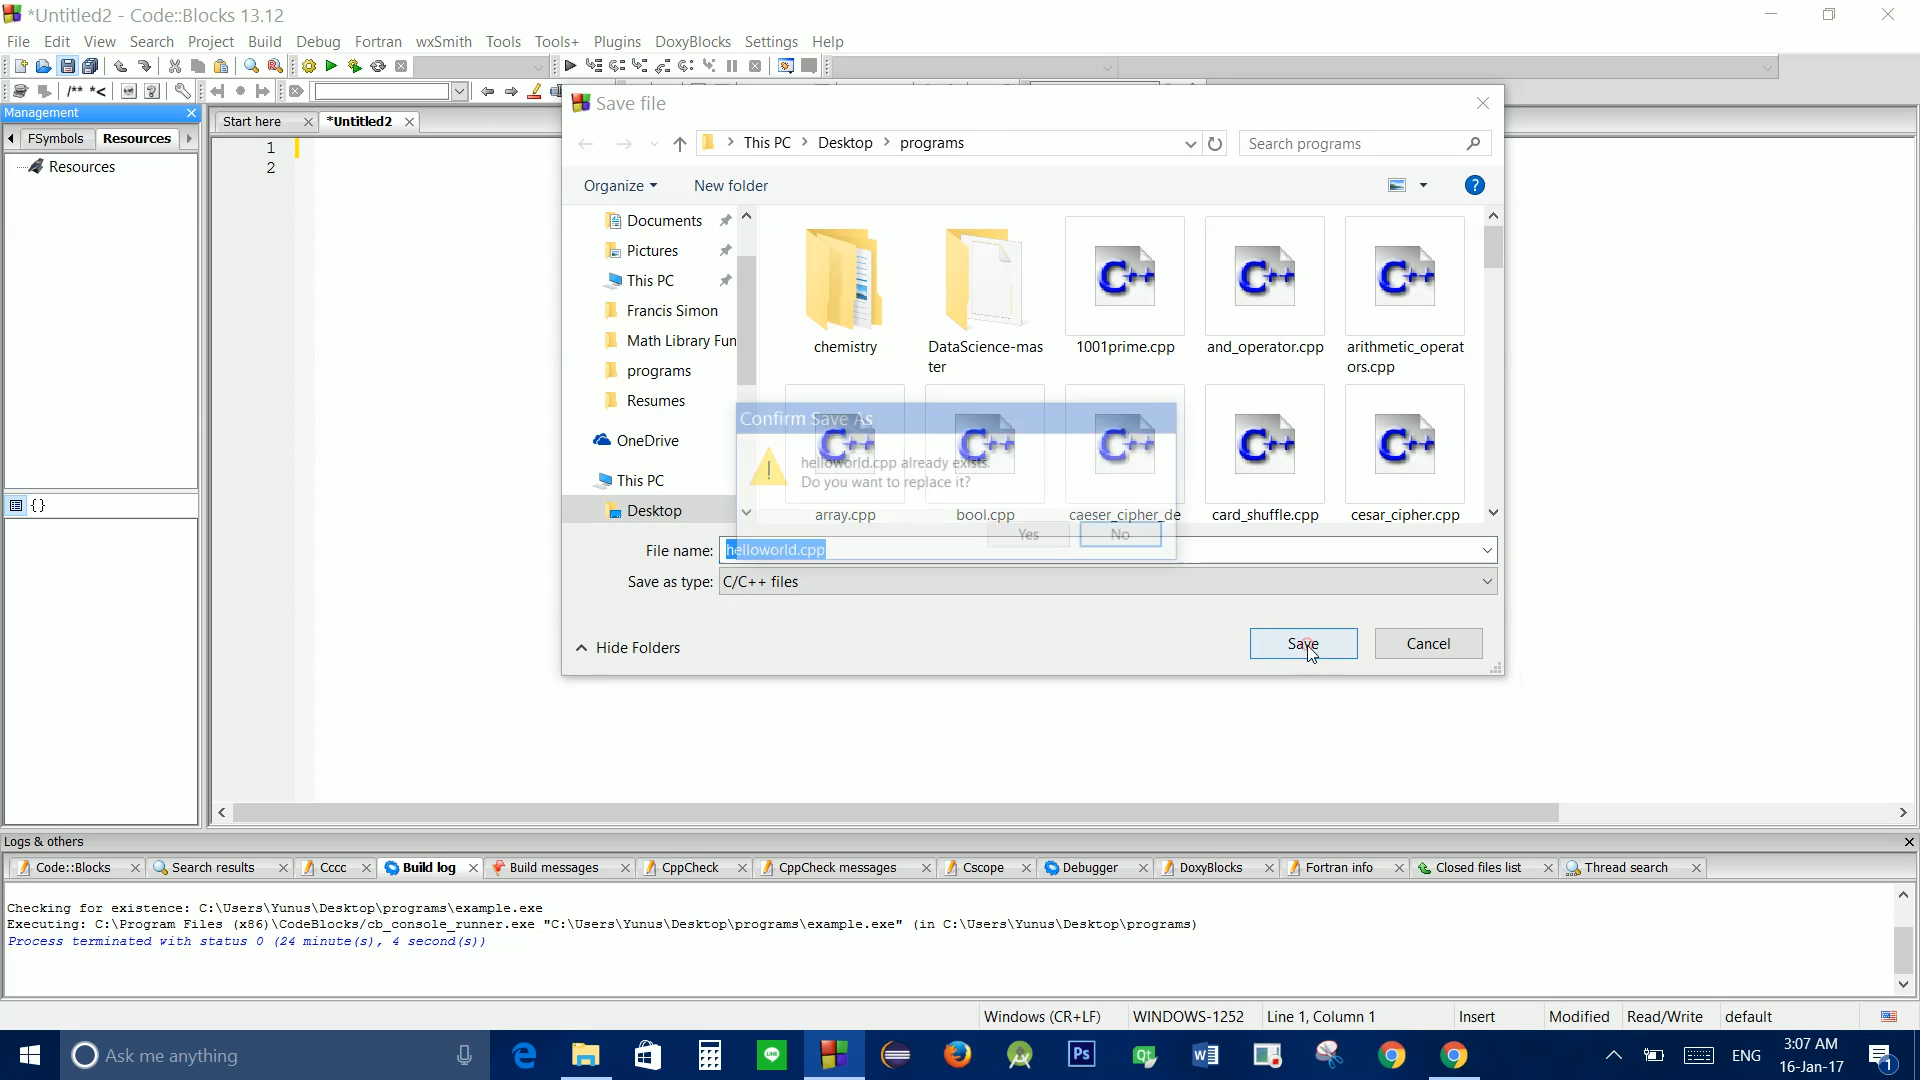 *Untitled2 - Code::Blocks 13.12
File Edit View Search Project Build Debug Fortran wxSmith Tools Tools+ Plugins DoxyBlocks Settings Help
/** *<
Management
FSymbols Resources
Resources
{}
Start here *Untitled2
1
2
Save file
This PC > Desktop > programs
Search programs
Organize New folder
Documents
Pictures
This PC
Francis Simon
Math Library Fun
programs
Resumes
OneDrive
This PC
Desktop
chemistry
DataScience-mas
ter
1001prime.cpp
and_operator.cpp
arithmetic_operat
ors.cpp
array.cpp
bool.cpp
caeser_cipher_de
card_shuffle.cpp
cesar_cipher.cpp
Confirm Save As
helloworld.cpp already exists.
Do you want to replace it?
Yes No
File name: helloworld.cpp
Save as type: C/C++ files
Hide Folders
Save Cancel
Logs & others
Code::Blocks Search results Cccc Build log Build messages CppCheck CppCheck messages Cscope Debugger DoxyBlocks Fortran info Closed files list Thread search
Checking for existence: C:\Users\Yunus\Desktop\programs\example.exe
Executing: C:\Program Files (x86)\CodeBlocks/cb_console_runner.exe "C:\Users\Yunus\Desktop\programs\example.exe" (in C:\Users\Yunus\Desktop\programs)
Process terminated with status 0 (24 minute(s), 4 second(s))
Windows (CR+LF) WINDOWS-1252 Line 1, Column 1 Insert Modified Read/Write default
Ask me anything
ENG
3:07 AM
16-Jan-17
1